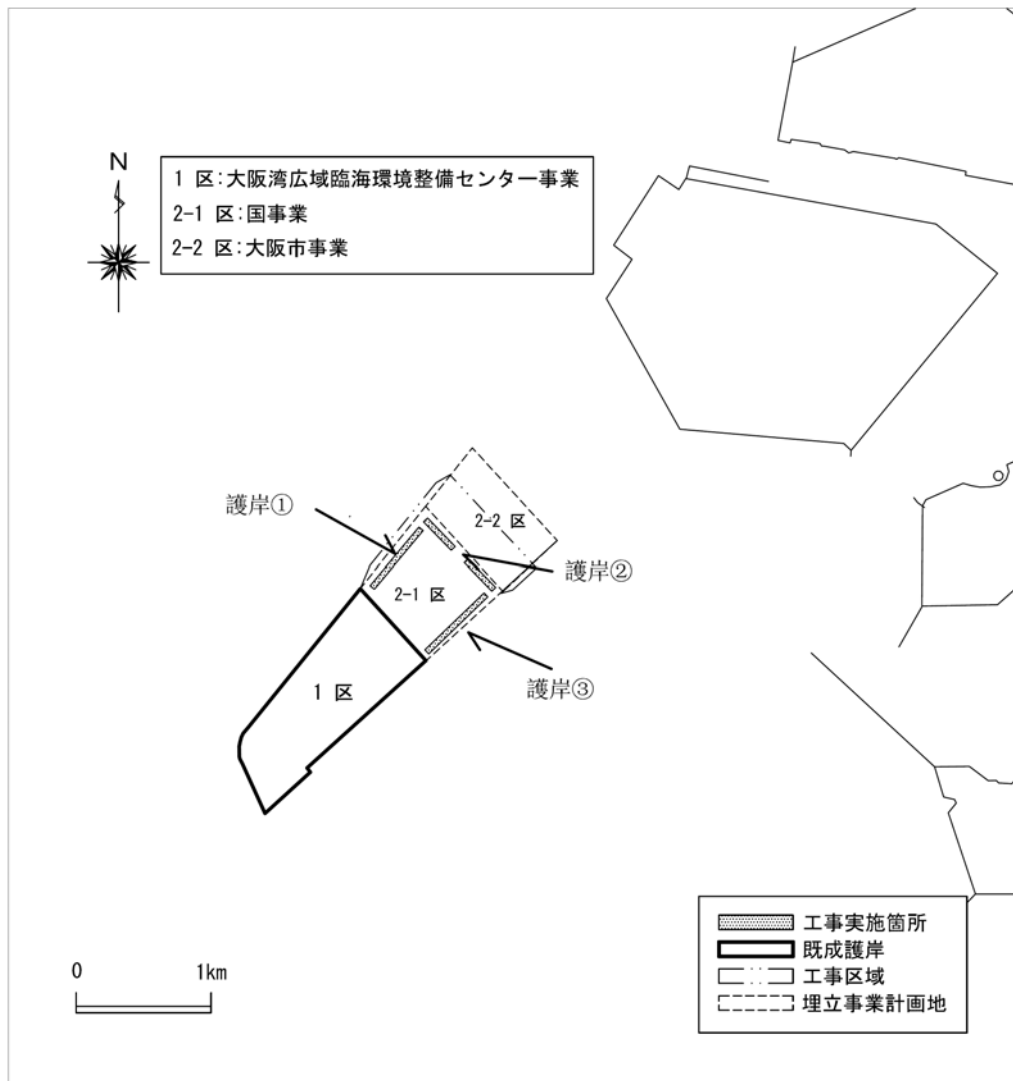 N
1 区:大阪湾広域臨海環境整備センター事業
2-1 区:国事業
2-2 区:大阪市事業
護岸①
2-2 区
護岸②
2-1 区
護岸③
1 区
工事実施箇所
既成護岸
工事区域
埋立事業計画地
0 1km